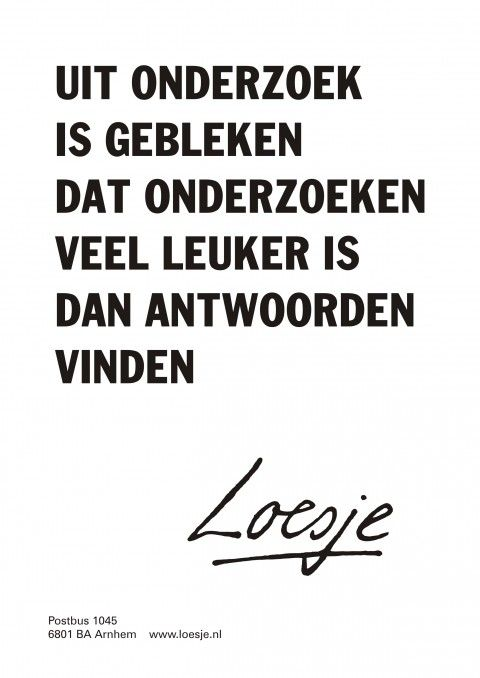 UIT ONDERZOEK
IS GEBLEKEN
DAT ONDERZOEKEN
VEEL LEUKER IS
DAN ANTWOORDEN
VINDEN
Loesje
Postbus 1045
6801 BA Arnhem www.loesje.nl